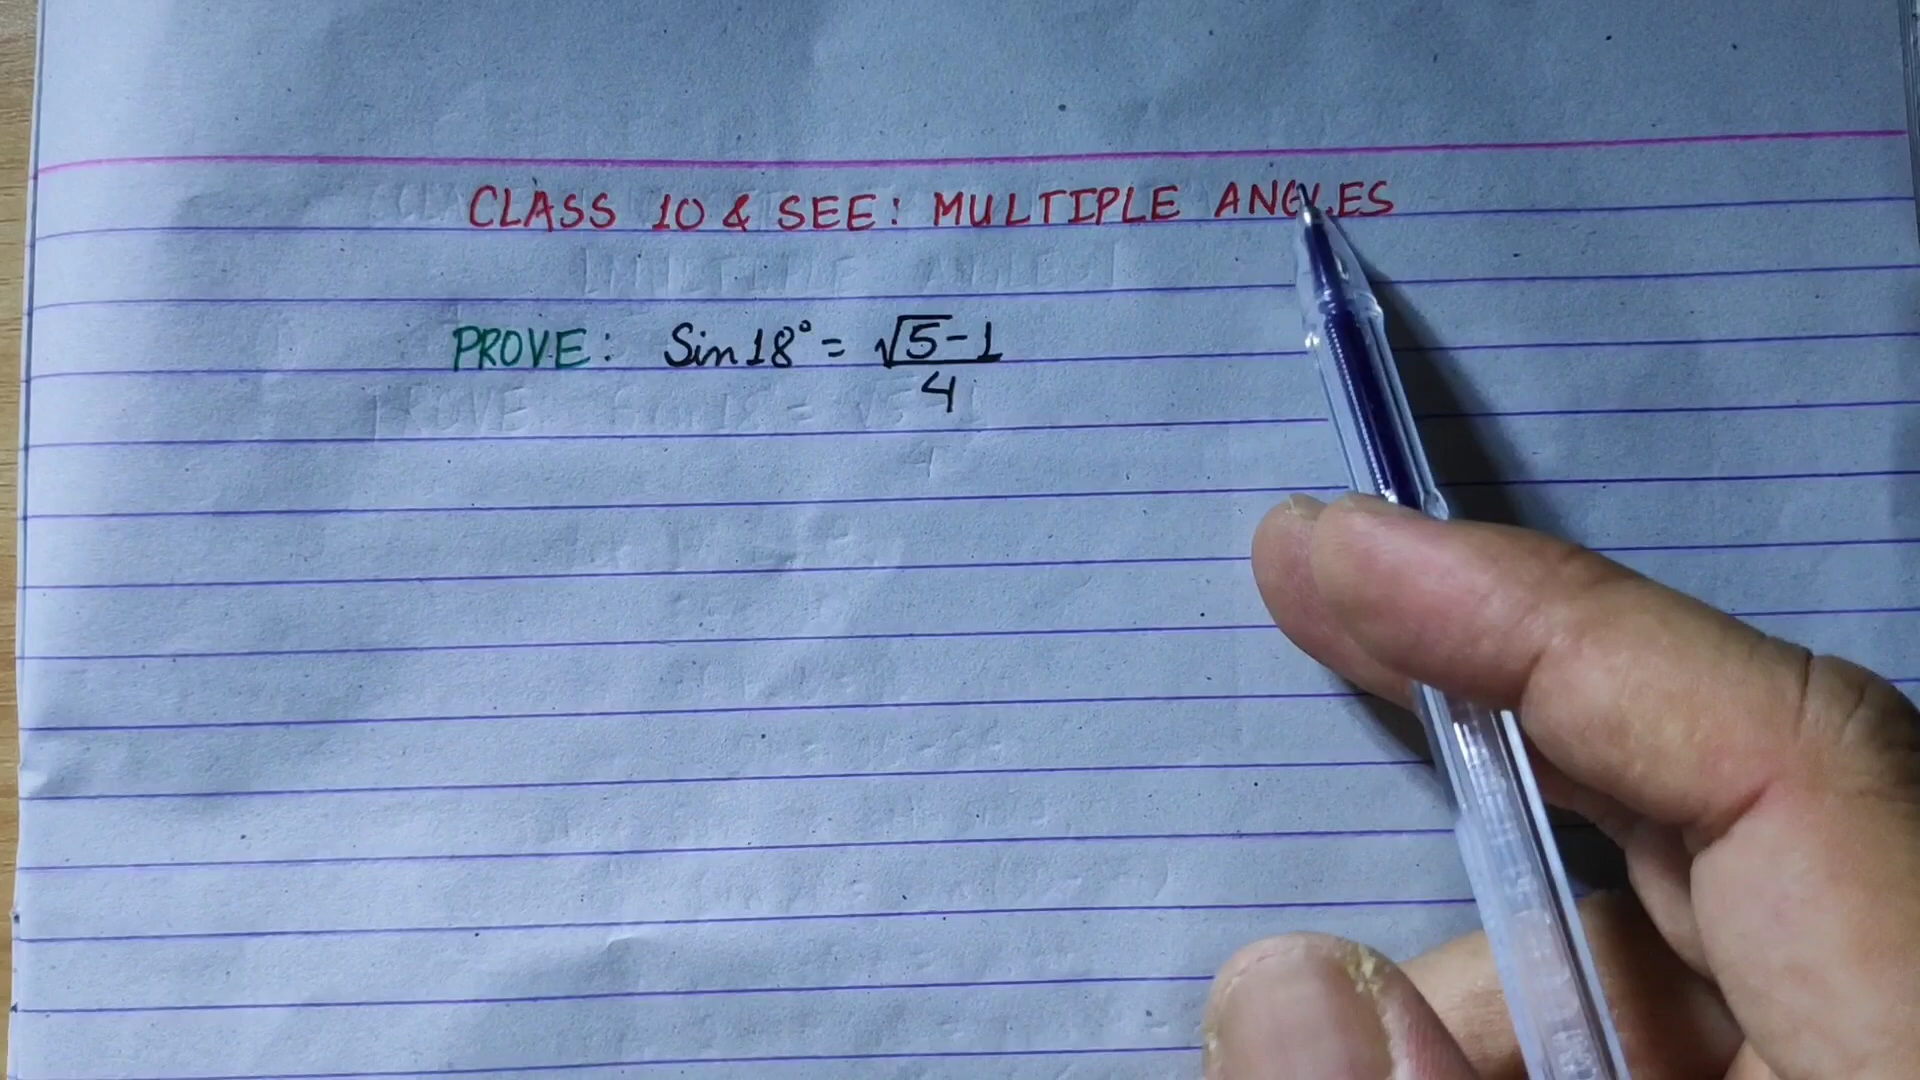 CLASS 10 & SEE: MULTIPLE ANGLES
PROVE: Sin 18° = √5-1
4